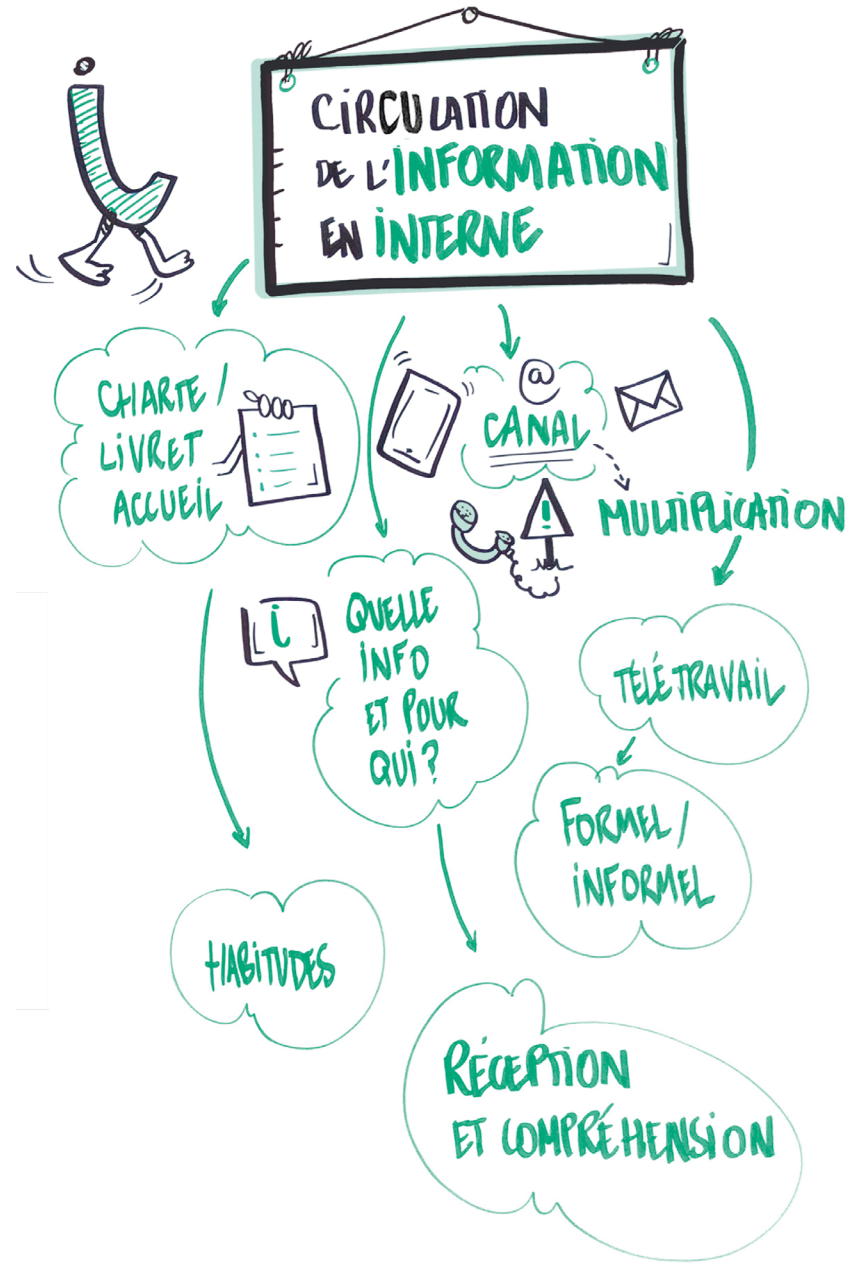 CiRCULATION
DE L'INFORMATION
EN iNTERNE
CHARTE /
LiVRET
ACCUEiL
@
CANAL
!
MULTIPLICATION
i
QUELLE
iNFO
ET POUR
QUi ?
TÉLÉTRAVAiL
FORMEL /
iNFORMEL
HABiTUDES
RÉCEPTION
ET COMPRÉHENSiON